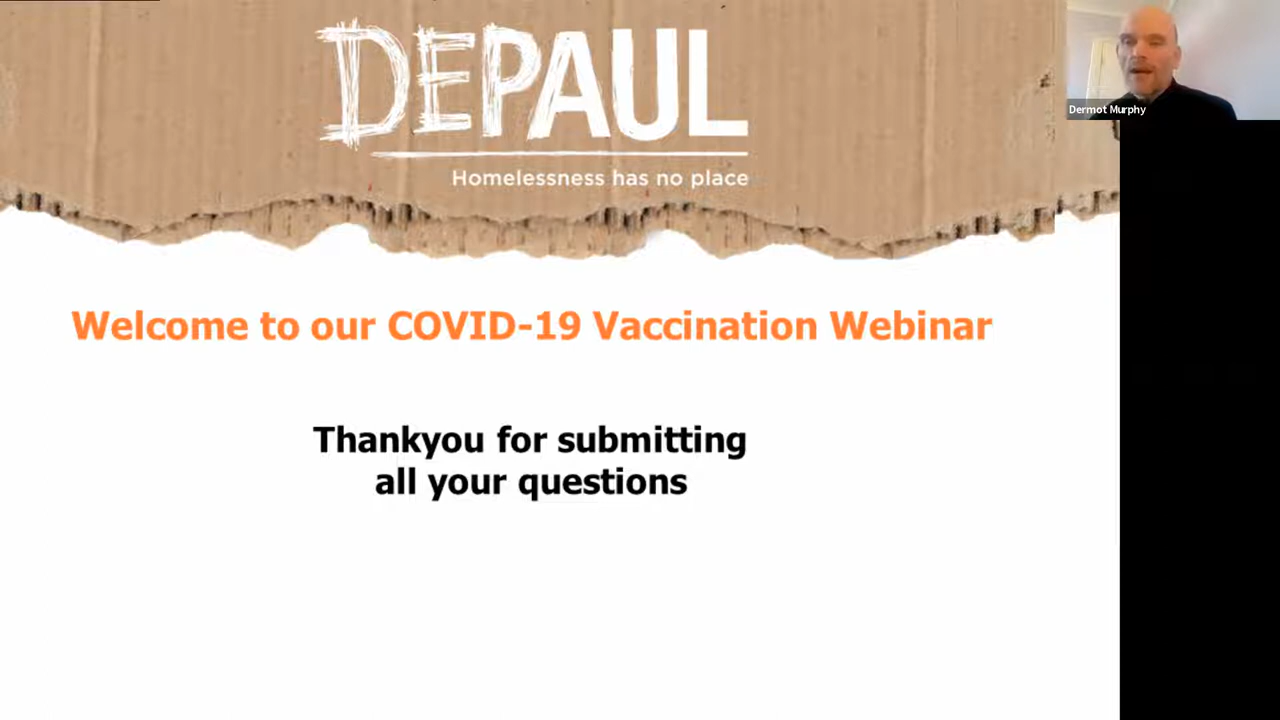 DEPAUL
Homelessness has no place
Dermot Murphy
Welcome to our COVID-19 Vaccination Webinar
Thankyou for submitting
all your questions